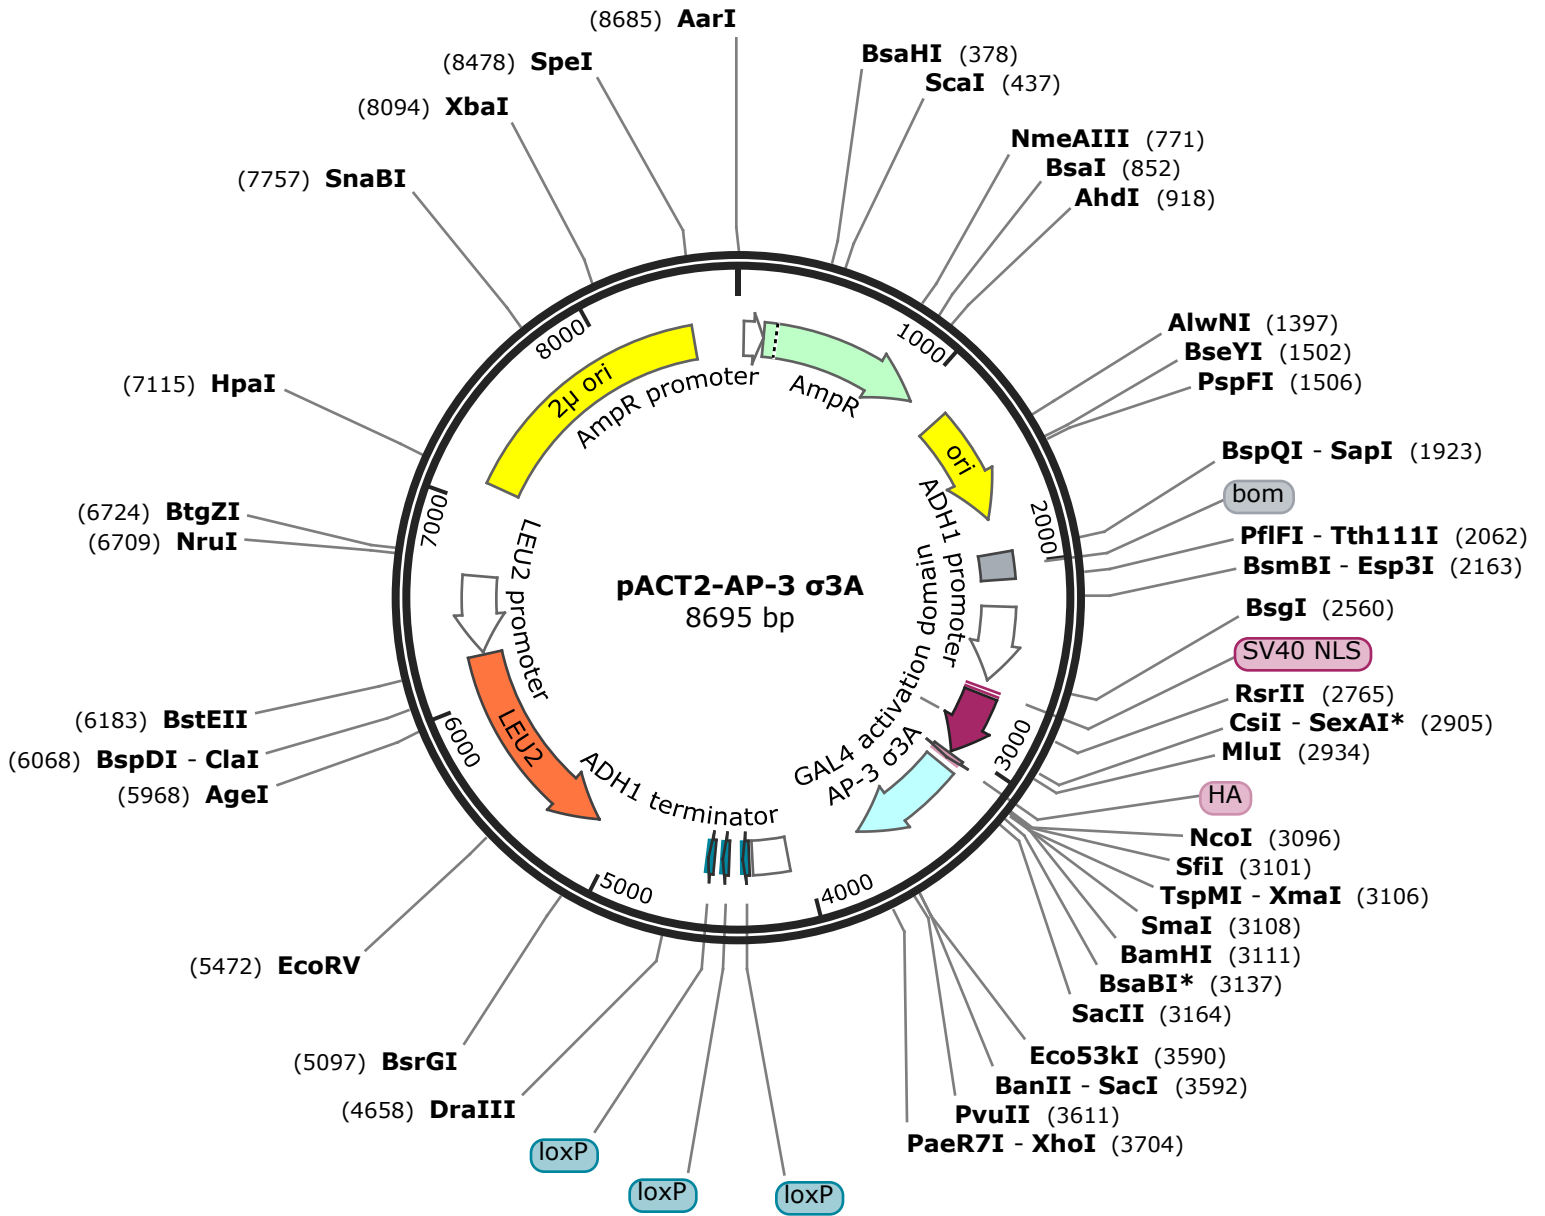 (8685) AarI
(8478) SpeI
(8094) XbaI
(7757) SnaBI
(7115) HpaI
(6724) BtgZI
(6709) NruI
(6183) BstEII
(6068) BspDI - ClaI
(5968) AgeI
(5472) EcoRV
(5097) BsrGI
(4658) DraIII
loxP
loxP
loxP
BsaHI (378)
ScaI (437)
NmeAIII (771)
BsaI (852)
AhdI (918)
AlwNI (1397)
BseYI (1502)
PspFI (1506)
BspQI - SapI (1923)
bom
PflFI - Tth111I (2062)
BsmBI - Esp3I (2163)
BsgI (2560)
SV40 NLS
RsrII (2765)
CsiI - SexAI* (2905)
MluI (2934)
HA
NcoI (3096)
SfiI (3101)
TspMI - XmaI (3106)
SmaI (3108)
BamHI (3111)
BsaBI* (3137)
SacII (3164)
Eco53kI (3590)
BanII - SacI (3592)
PvuII (3611)
PaeR7I - XhoI (3704)
1000
2000
3000
4000
5000
6000
7000
8000
2μ ori
AmpR promoter
AmpR
ori
ADH1 promoter
GAL4 activation domain
AP-3 σ3A
ADH1 terminator
LEU2
LEU2 promoter
pACT2-AP-3 σ3A
8695 bp